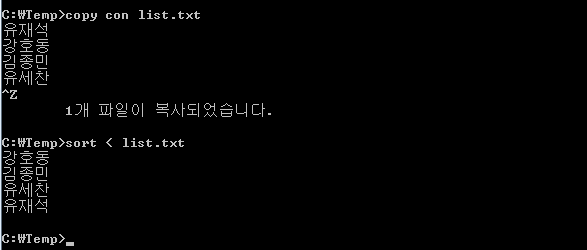 C:₩Temp>copy con list.txt
유재석
강호동
김종민
유세찬
^Z
1개 파일이 복사되었습니다.
C:₩Temp>sort < list.txt
강호동
김종민
유세찬
유재석
C:₩Temp>_